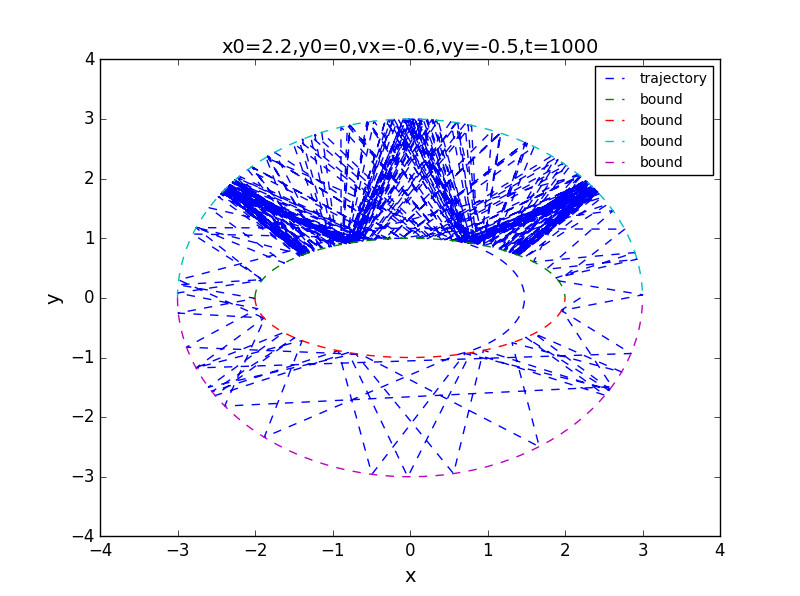 x0=2.2,y0=0,vx=-0.6,vy=-0.5,t=1000
trajectory
bound
bound
bound
bound
4
3
2
1
0
−1
−2
−3
−4
y
−4
−3
−2
−1
0
1
2
3
4
x